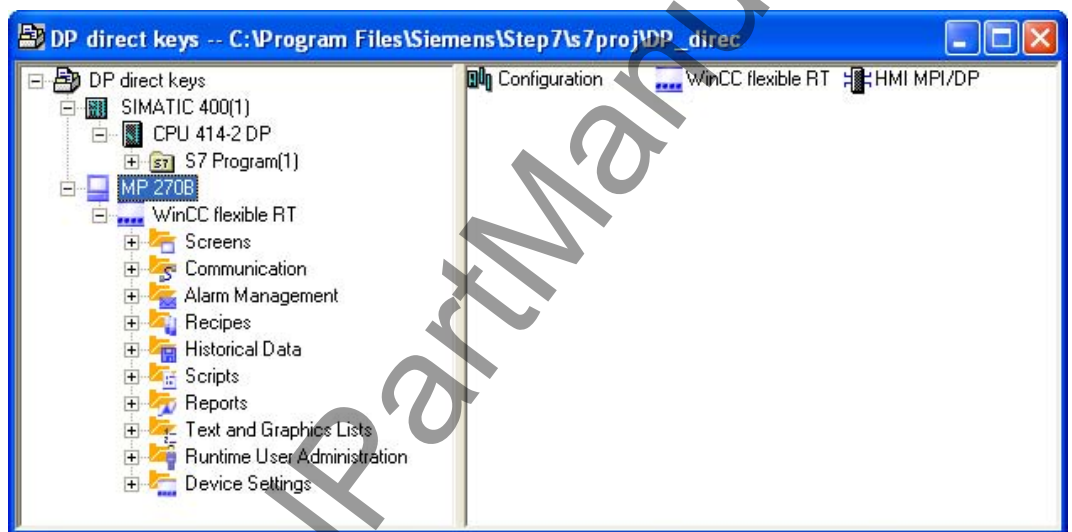 DP direct keys -- C:\Program Files\Siemens\Step7\s7proj\DP_direc
DP direct keys
SIMATIC 400(1)
CPU 414-2 DP
S7 Program(1)
MP 270B
WinCC flexible RT
Screens
Communication
Alarm Management
Recipes
Historical Data
Scripts
Reports
Text and Graphics Lists
Runtime User Administration
Device Settings
Configuration WinCC flexible RT HMI MPI/DP
IPartManu